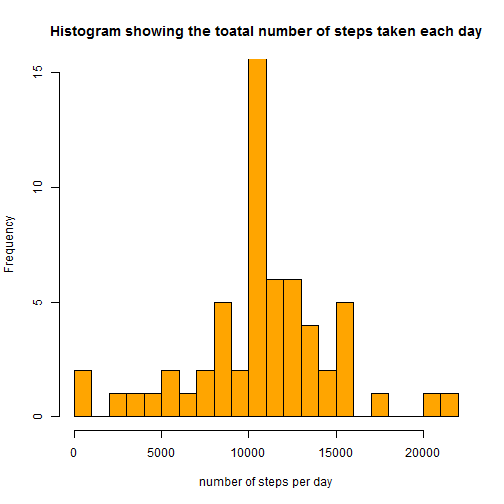 Histogram showing the toatal number of steps taken each day
15
10
5
0
Frequency
0 5000 10000 15000 20000
number of steps per day